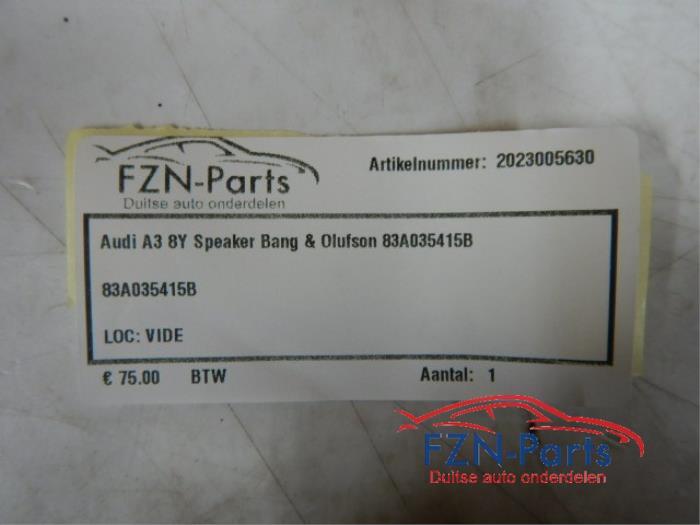 FZN-Parts
Duitse auto onderdelen
Artikelnummer: 2023005630
Audi A3 8Y Speaker Bang & Olufson 83A035415B
83A035415B
LOC: VIDE
€ 75.00 BTW Aantal: 1
FZN-Parts
Duitse auto onderdelen